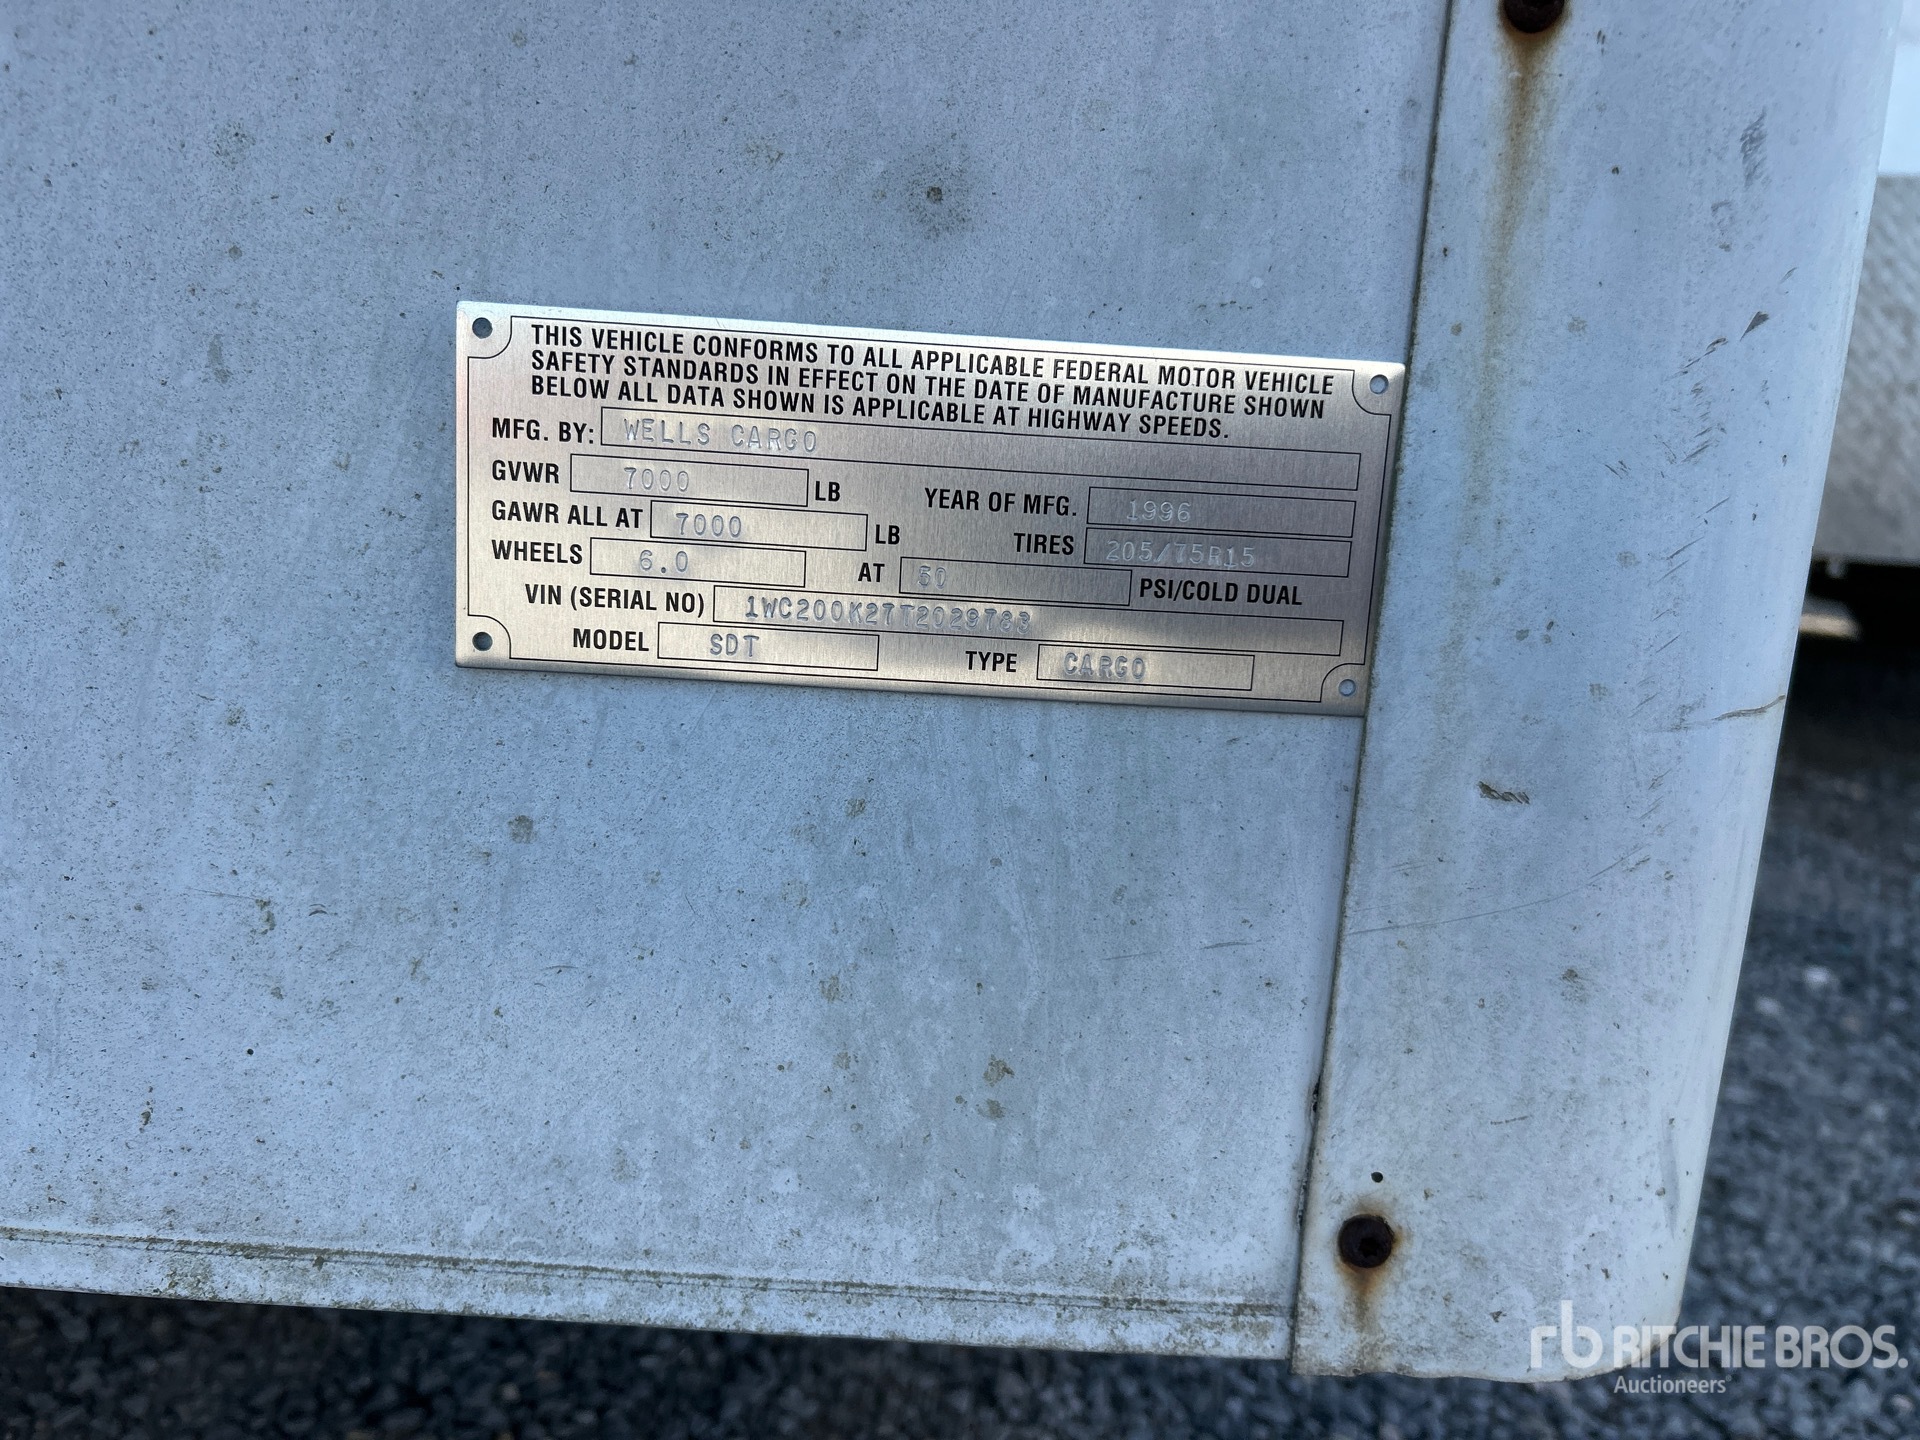 THIS VEHICLE CONFORMS TO ALL APPLICABLE FEDERAL MOTOR VEHICLE
SAFETY STANDARDS IN EFFECT ON THE DATE OF MANUFACTURE SHOWN
BELOW ALL DATA SHOWN IS APPLICABLE AT HIGHWAY SPEEDS.
MFG. BY: WELLS CARGO
GVWR 7000 LB YEAR OF MFG. 1996
GAWR ALL AT 7000 LB TIRES 205/75R15
WHEELS 6.0 AT 50 PSI/COLD DUAL
VIN (SERIAL NO) 1WC200K27T2029783
MODEL SDT TYPE CARGO
rb RITCHIE BROS.
Auctioneers